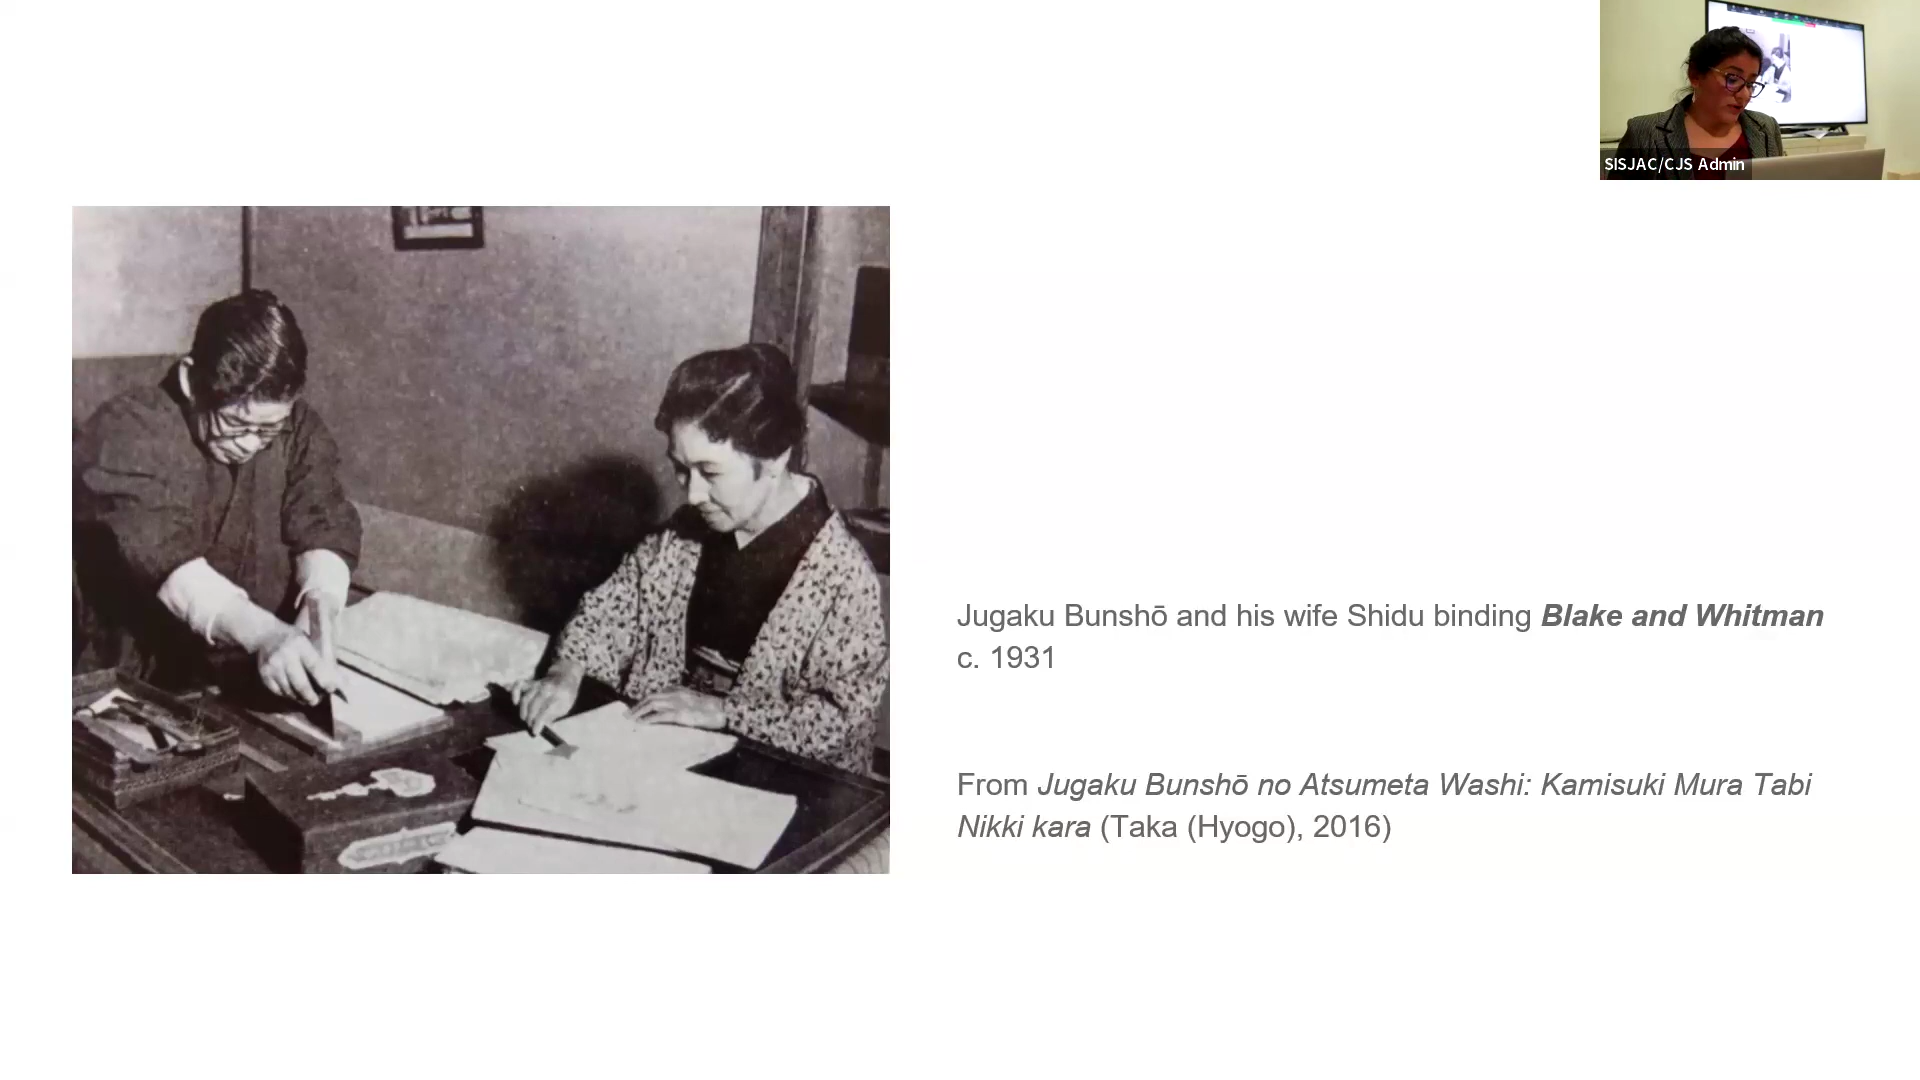 SISJAC/CJS Admin
Jugaku Bunshō and his wife Shidu binding Blake and Whitman
c. 1931
From Jugaku Bunshō no Atsumeta Washi: Kamisuki Mura Tabi
Nikki kara (Taka (Hyogo), 2016)